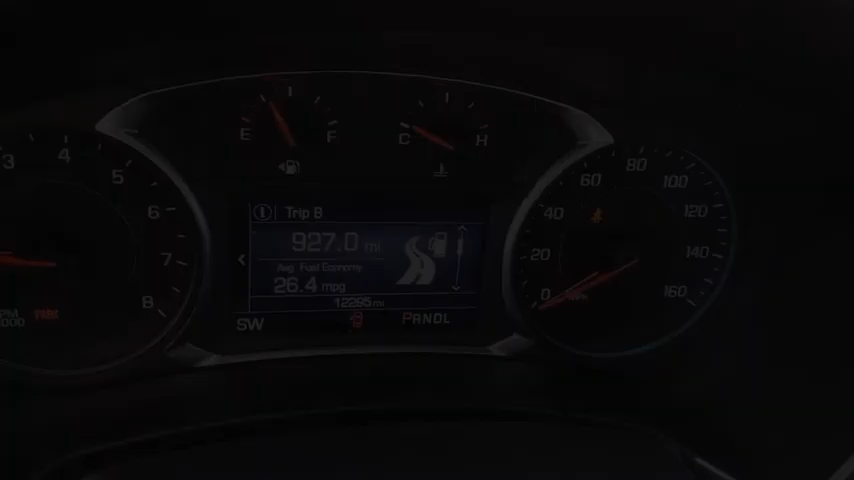 E F
C H
3 4 5 6 7 8
PARK
Trip B
927.0 mi
Avg. Fuel Economy
26.4 mpg
12295 mi
SW
PRNDL
0 20 40 60 80 100 120 140 160